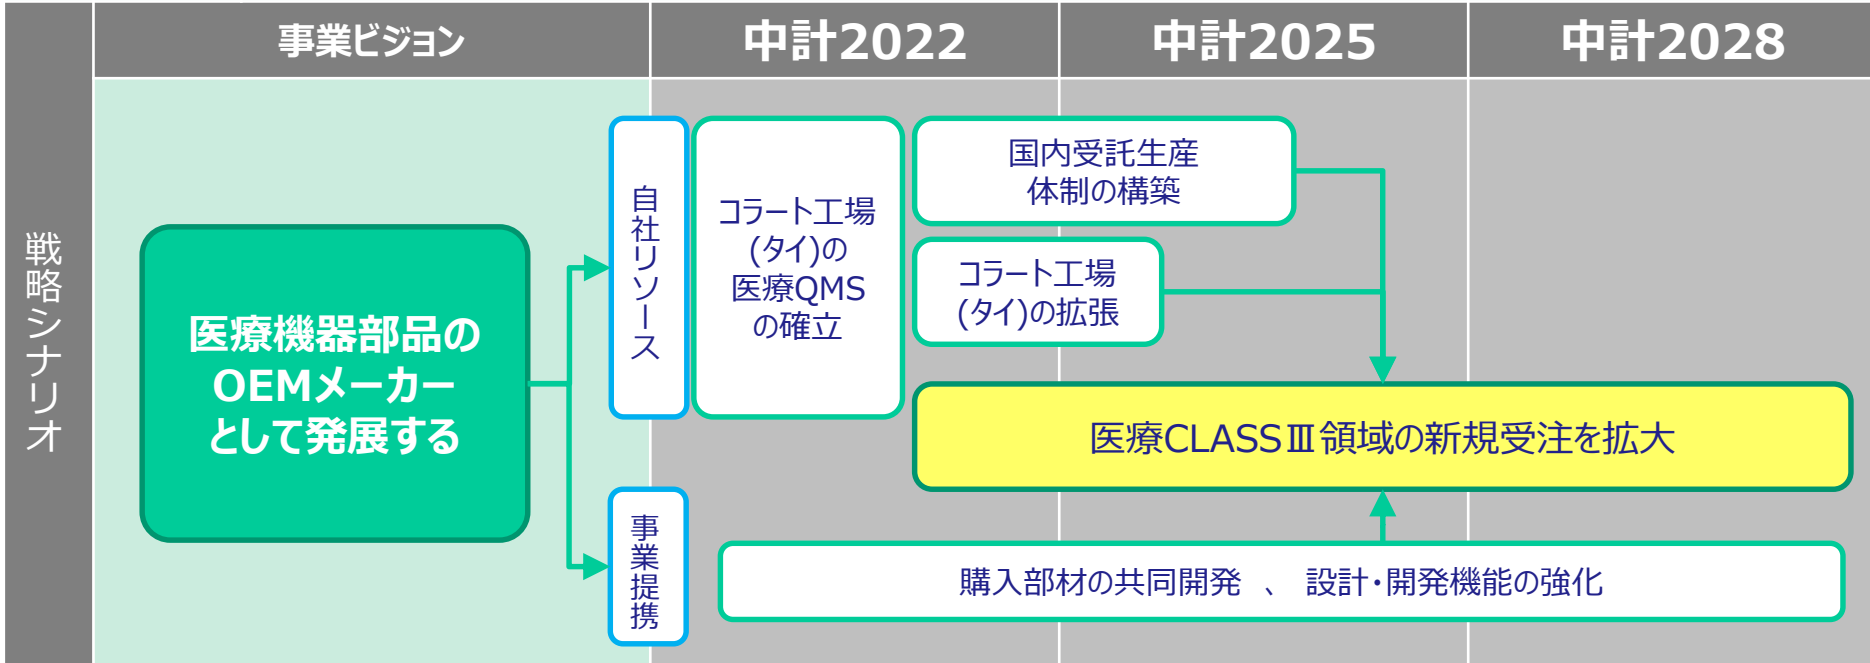 事業ビジョン
中計2022
中計2025
中計2028
戦略シナリオ
医療機器部品の
OEMメーカー
として発展する
自社リソース
コラート工場
(タイ)の
医療QMS
の確立
国内受託生産
体制の構築
コラート工場
(タイ)の拡張
医療CLASSⅢ領域の新規受注を拡大
事業提携
購入部材の共同開発 、 設計・開発機能の強化